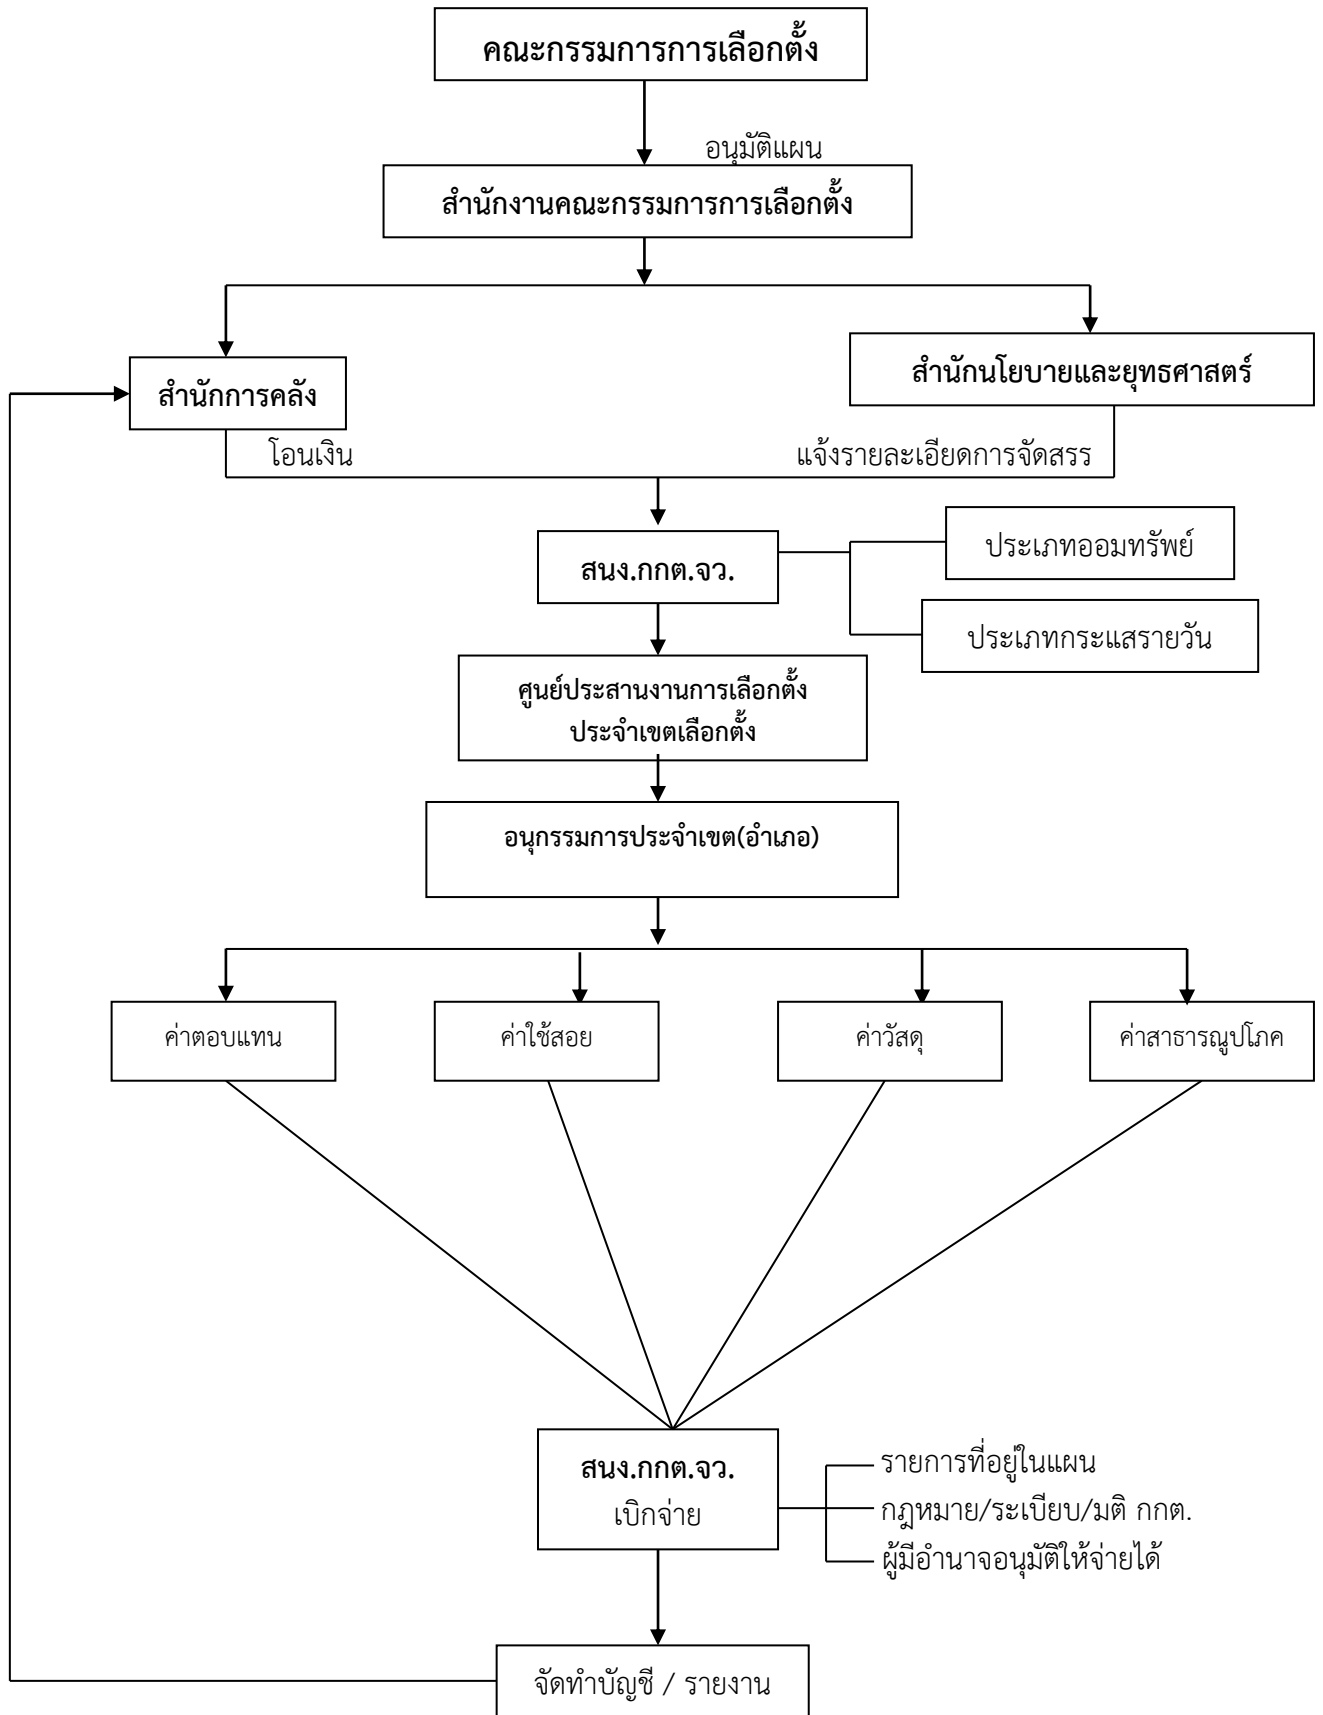 คณะกรรมการการเลือกตั้ง
อนุมัติแผน
สำนักงานคณะกรรมการการเลือกตั้ง
สำนักนโยบายและยุทธศาสตร์
สำนักการคลัง
โอนเงิน
แจ้งรายละเอียดการจัดสรร
ประเภทออมทรัพย์
สนง.กกต.จว.
ประเภทกระแสรายวัน
ศูนย์ประสานงานการเลือกตั้ง
ประจำเขตเลือกตั้ง
อนุกรรมการประจำเขต(อำเภอ)
ค่าตอบแทน
ค่าใช้สอย
ค่าวัสดุ
ค่าสาธารณูปโภค
สนง.กกต.จว.
เบิกจ่าย
รายการที่อยู่ในแผน
กฎหมาย/ระเบียบ/มติ กกต.
ผู้มีอำนาจอนุมัติให้จ่ายได้
จัดทำบัญชี / รายงาน